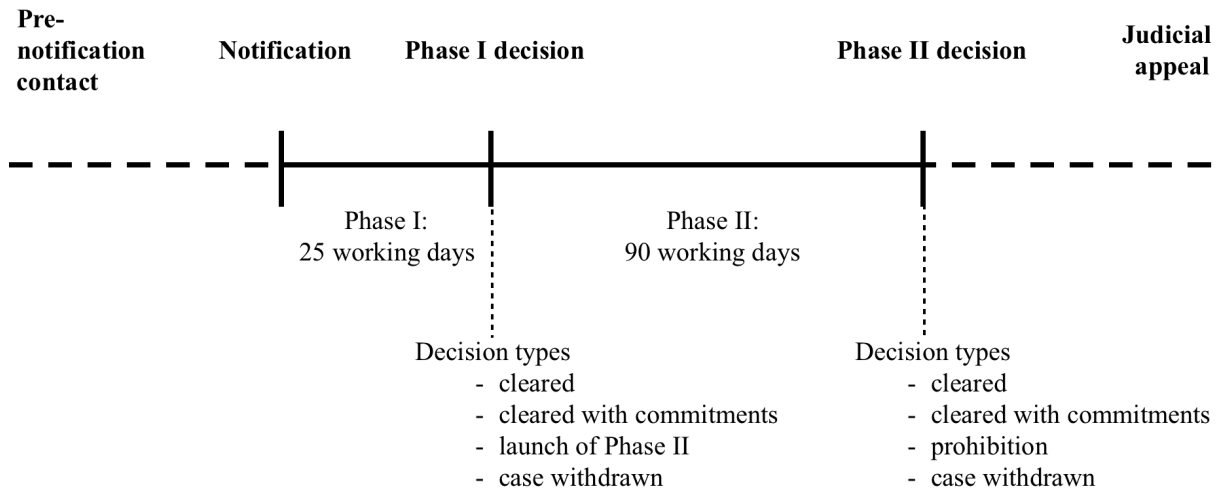 Pre-
notification
contact
Notification
Phase I decision
Phase II decision
Judicial
appeal
Phase I:
25 working days
Phase II:
90 working days
Decision types
- cleared
- cleared with commitments
- launch of Phase II
- case withdrawn
Decision types
- cleared
- cleared with commitments
- prohibition
- case withdrawn